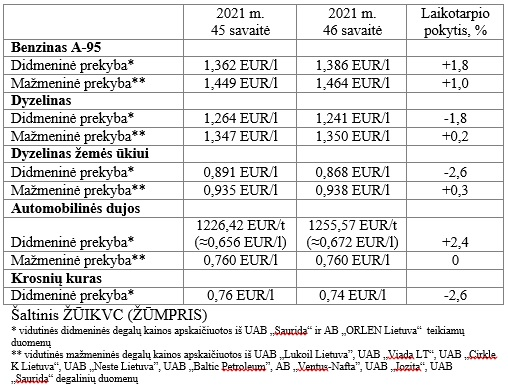 2021 m. 45 savaitė 2021 m. 46 savaitė Laikotarpio pokytis, %
Benzinas A-95
Didmeninė prekyba* 1,362 EUR/l 1,386 EUR/l +1,8
Mažmeninė prekyba** 1,449 EUR/l 1,464 EUR/l +1,0
Dyzelinas
Didmeninė prekyba* 1,264 EUR/l 1,241 EUR/l -1,8
Mažmeninė prekyba** 1,347 EUR/l 1,350 EUR/l +0,2
Dyzelinas žemės ūkiui
Didmeninė prekyba* 0,891 EUR/l 0,868 EUR/l -2,6
Mažmeninė prekyba** 0,935 EUR/l 0,938 EUR/l +0,3
Automobilinės dujos
Didmeninė prekyba* 1226,42 EUR/t (≈0,656 EUR/l) 1255,57 EUR/t (≈0,672 EUR/l) +2,4
Mažmeninė prekyba** 0,760 EUR/l 0,760 EUR/l 0
Krosnių kuras
Didmeninė prekyba* 0,76 EUR/l 0,74 EUR/l -2,6
Šaltinis ŽŪIKVC (ŽŪMPRIS)
* vidutinės didmeninės degalų kainos apskaičiuotos iš UAB „Saurida“ ir AB „ORLEN Lietuva“ teikiamų
duomenų
** vidutinės mažmeninės degalų kainos apskaičiuotos iš UAB „Lukoil Lietuva”, UAB „Viada LT“, UAB „Cirkle
K Lietuva“, UAB „Neste Lietuva”, UAB „Baltic Petroleum”, AB „Ventus-Nafta”, UAB „Jozita”, UAB
„Saurida“ degalinių duomenų